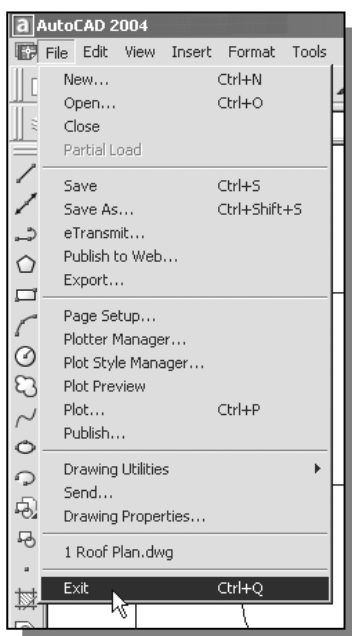 a AutoCAD 2004
File Edit View Insert Format Tools
New... Ctrl+N
Open... Ctrl+O
Close
Partial Load
Save Ctrl+S
Save As... Ctrl+Shift+S
eTransmit...
Publish to Web...
Export...
Page Setup...
Plotter Manager...
Plot Style Manager...
Plot Preview
Plot... Ctrl+P
Publish...
Drawing Utilities
Send...
Drawing Properties...
1 Roof Plan.dwg
Exit Ctrl+Q